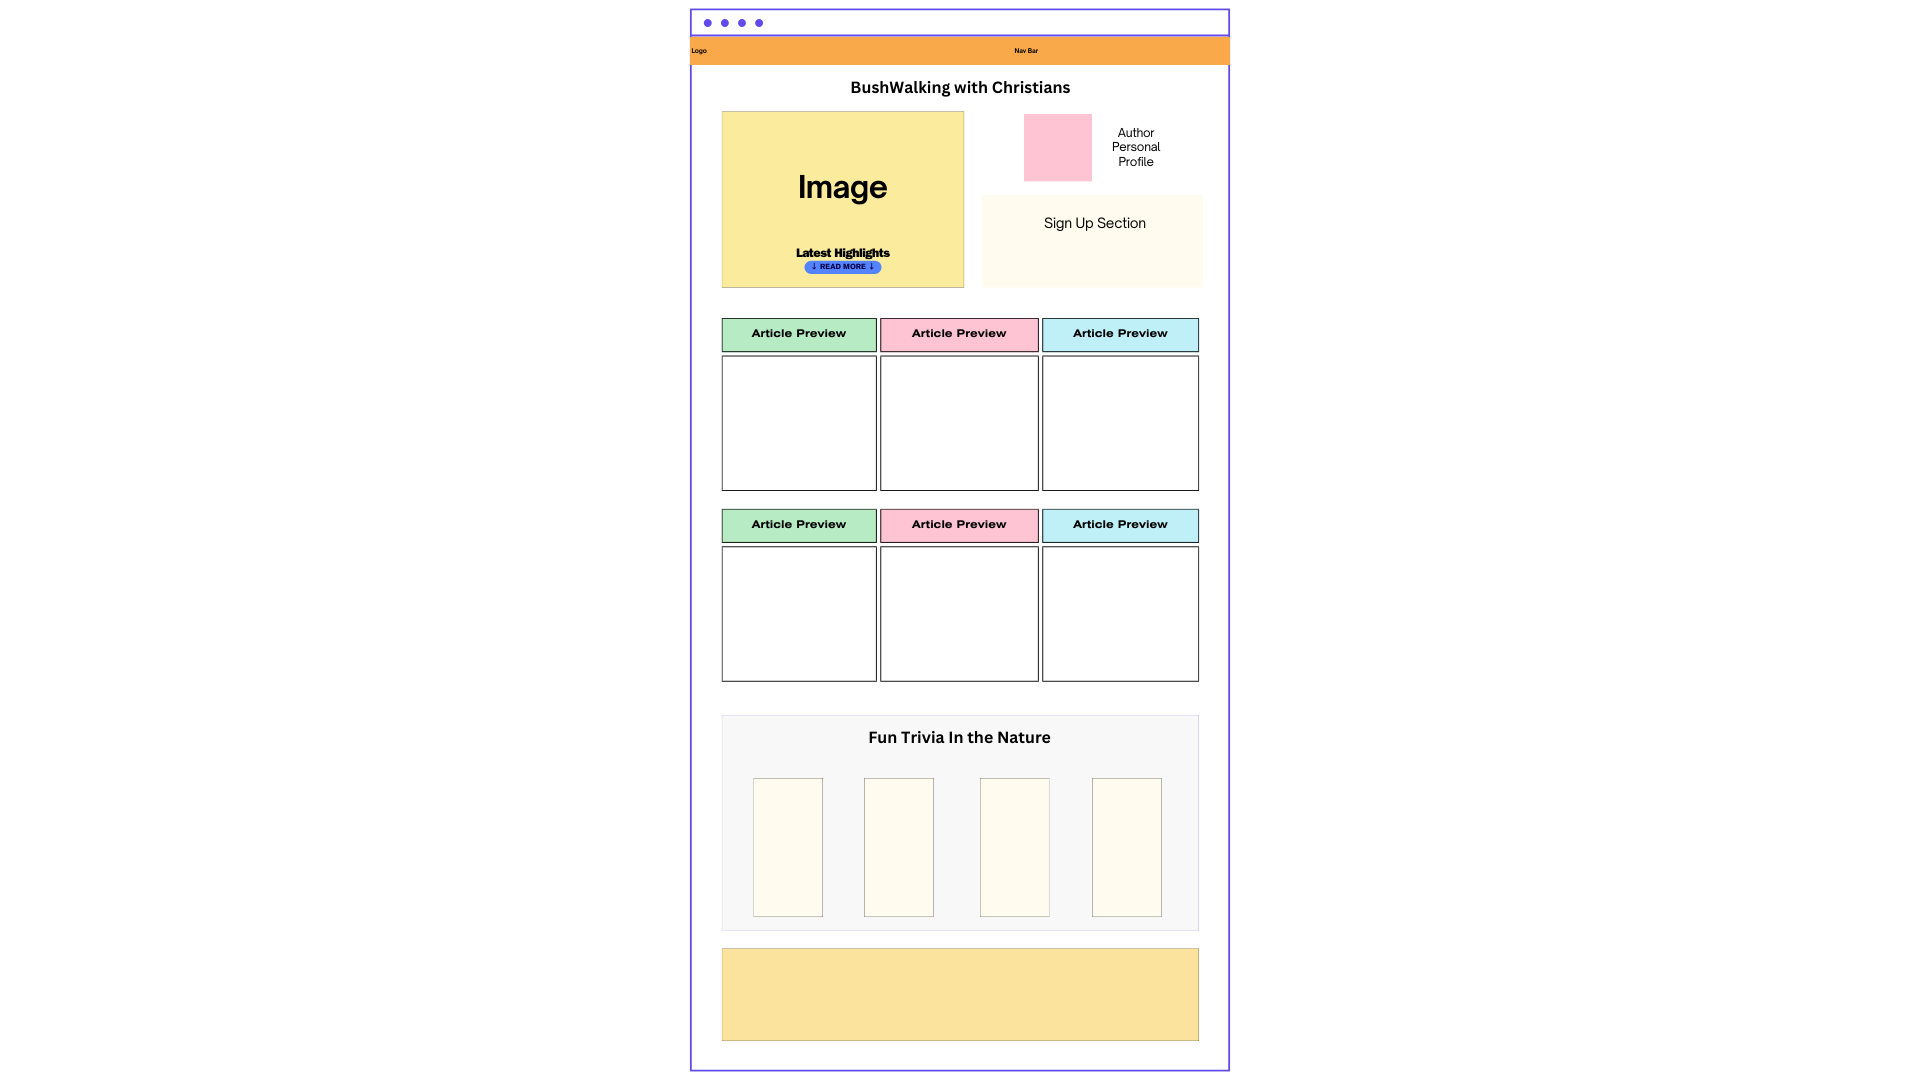 Logo
Nav Bar
BushWalking with Christians
Image
Latest Highlights
↓ READ MORE ↓
Author
Personal
Profile
Sign Up Section
Article Preview
Article Preview
Article Preview
Article Preview
Article Preview
Article Preview
Fun Trivia In the Nature